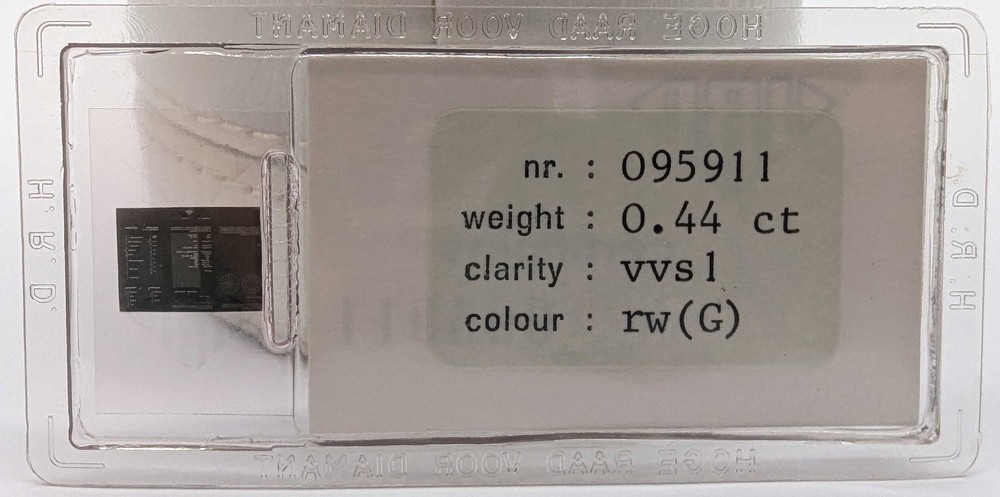 HOGE RAAD VOOR DIAMANT
nr. : 095911
weight : 0.44 ct
clarity : vvs1
colour : rw(G)
H.R.D.
H.R.D.
HOGE RAAD VOOR DIAMANT